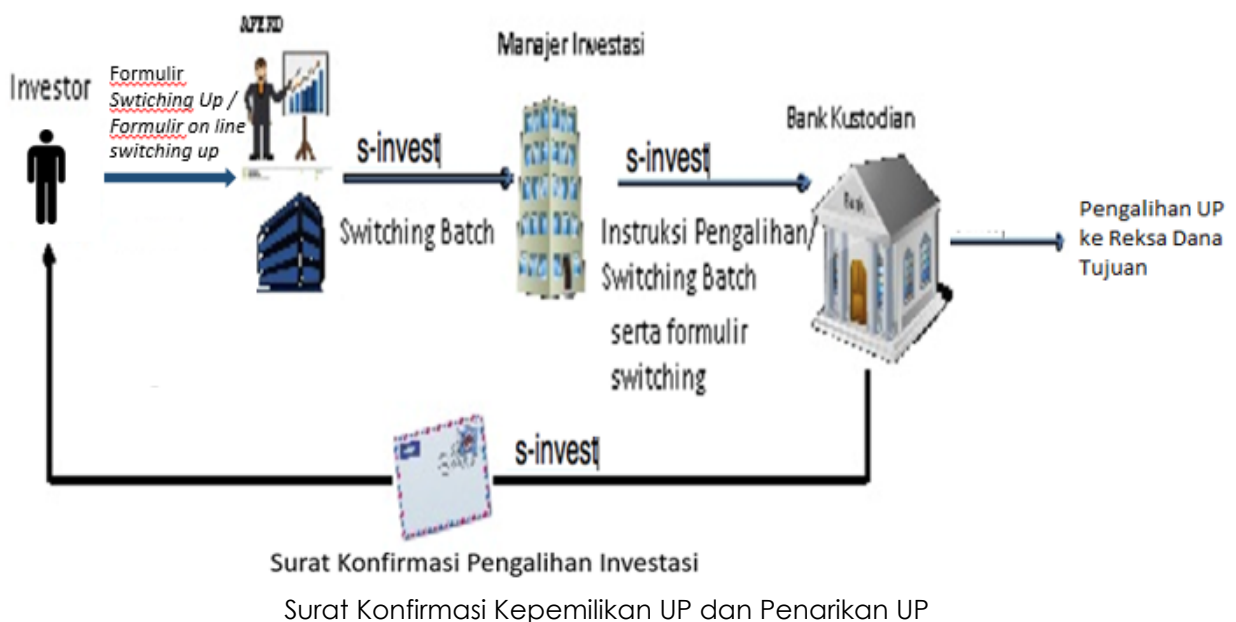 APERD
Manajer Investasi
Investor
Formulir
Swtiching Up /
Formulir on line
switching up
s-invest
Switching Batch
s-invest
Instruksi Pengalihan/
Switching Batch
serta formulir
switching
Bank Kustodian
Bank
Pengalihan UP
ke Reksa Dana
Tujuan
s-invest
Surat Konfirmasi Pengalihan Investasi
Surat Konfirmasi Kepemilikan UP dan Penarikan UP